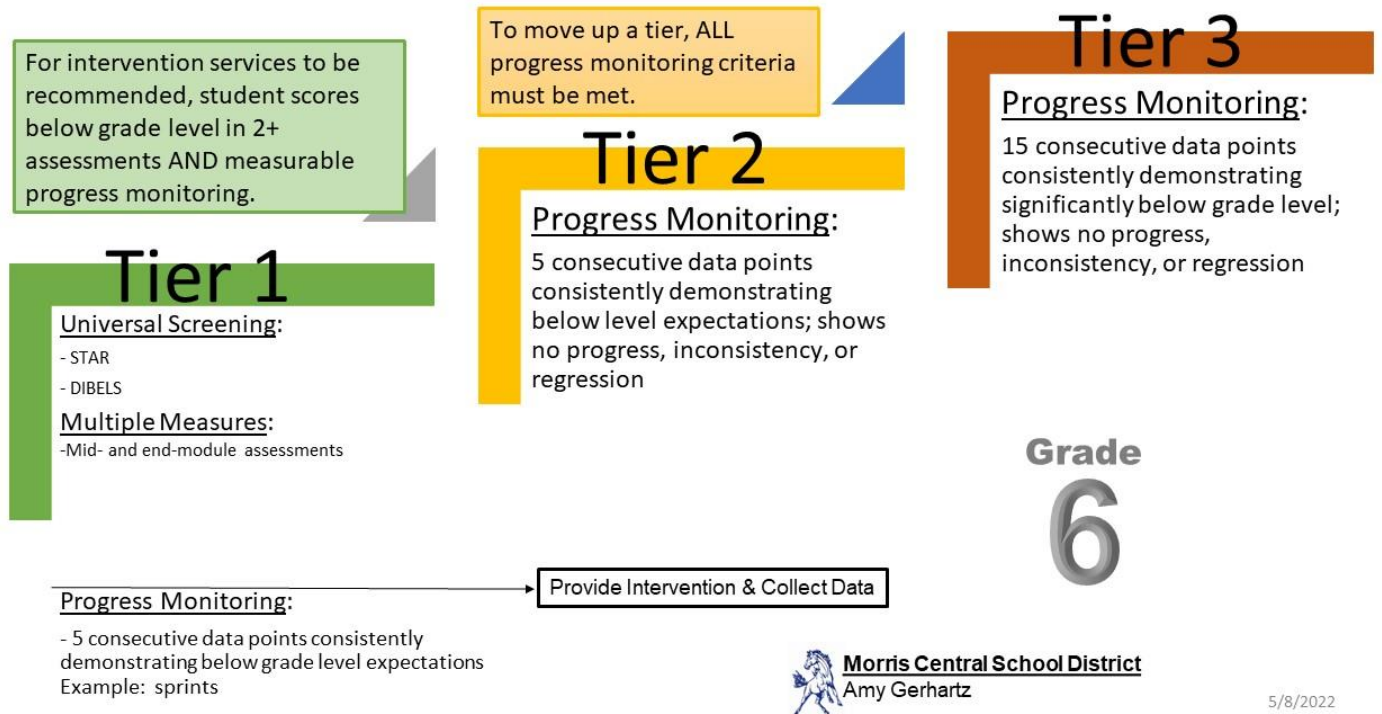 For intervention services to be
recommended, student scores
below grade level in 2+
assessments AND measurable
progress monitoring.
Tier 1
Universal Screening:
- STAR
- DIBELS
Multiple Measures:
-Mid- and end-module assessments
Progress Monitoring:
- 5 consecutive data points consistently
demonstrating below grade level expectations
Example: sprints
Provide Intervention & Collect Data
To move up a tier, ALL
progress monitoring criteria
must be met.
Tier 2
Progress Monitoring:
5 consecutive data points
consistently demonstrating
below level expectations; shows
no progress, inconsistency, or
regression
Tier 3
Progress Monitoring:
15 consecutive data points
consistently demonstrating
significantly below grade level;
shows no progress,
inconsistency, or regression
Grade
6
Morris Central School District
Amy Gerhartz
5/8/2022